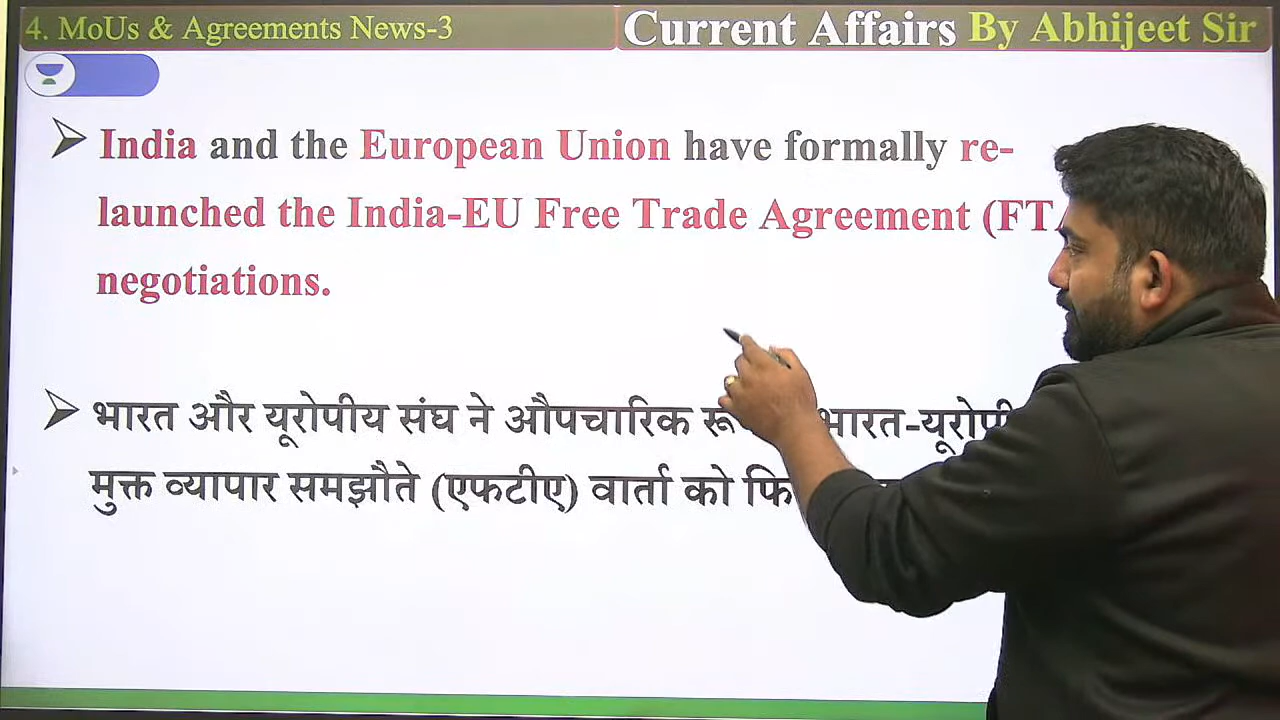 4. MoUs & Agreements News-3
Current Affairs By Abhijeet Sir
India and the European Union have formally re-
launched the India-EU Free Trade Agreement (FT
negotiations.
भारत और यूरोपीय संघ ने औपचारिक रू भारत-यूरोपी
मुक्त व्यापार समझौते (एफटीए) वार्ता को फि